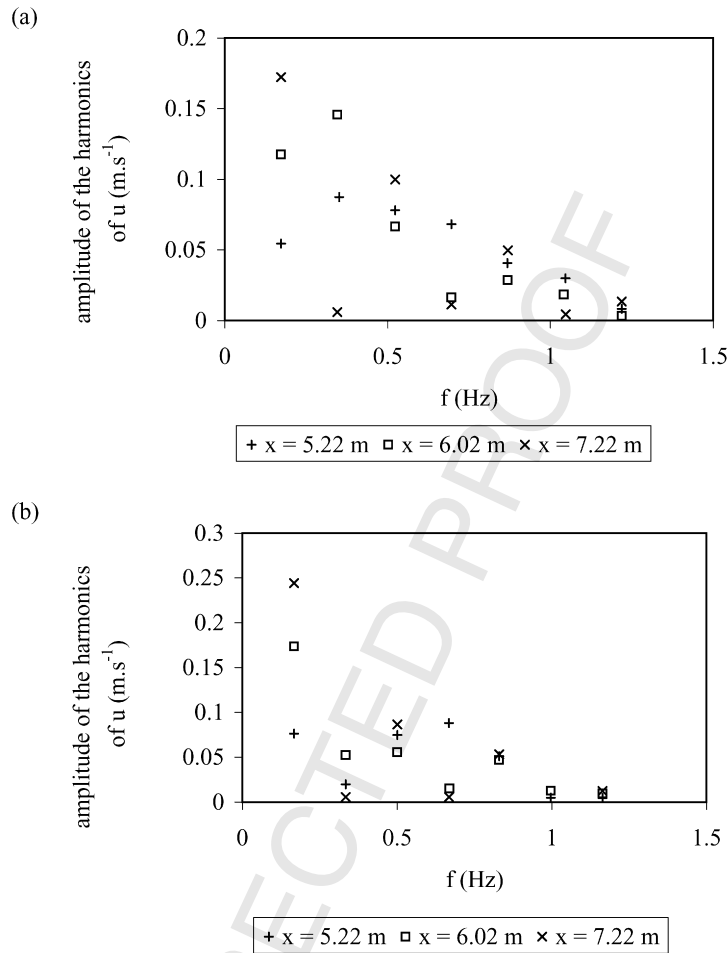 (a)
0.2
0.15
0.1
0.05
0
0 0.5 1 1.5
amplitude of the harmonics
of u (m.s-1)
f (Hz)
+ x = 5.22 m □ x = 6.02 m × x = 7.22 m
(b)
0.3
0.25
0.2
0.15
0.1
0.05
0
0 0.5 1 1.5
amplitude of the harmonics
of u (m.s-1)
f (Hz)
+ x = 5.22 m □ x = 6.02 m × x = 7.22 m
ECTED PROOF